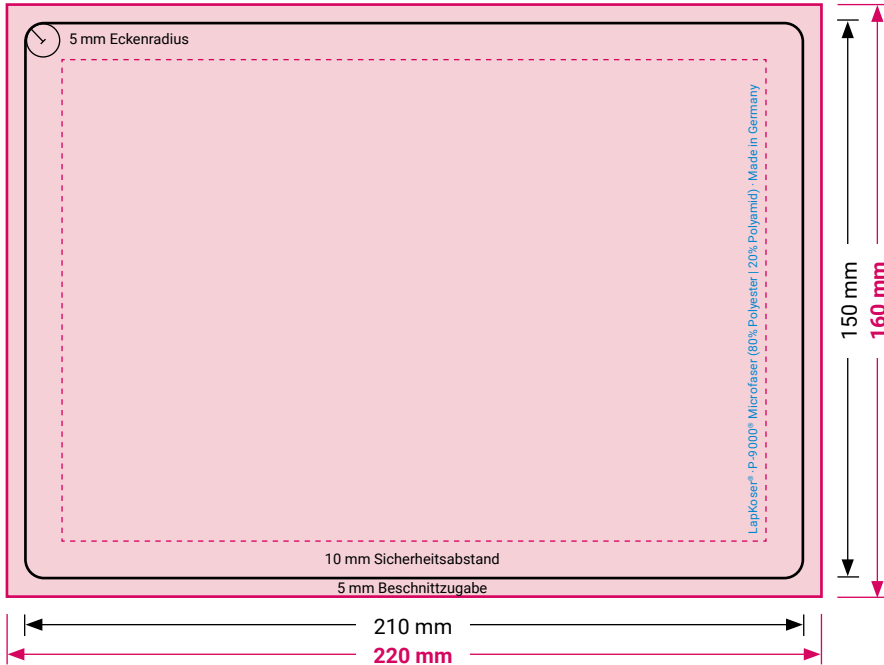 5 mm Eckenradius
LapKoser® · P-9000® Microfaser (80% Polyester | 20% Polyamid) · Made in Germany
150 mm
160 mm
10 mm Sicherheitsabstand
5 mm Beschnittzugabe
210 mm
220 mm